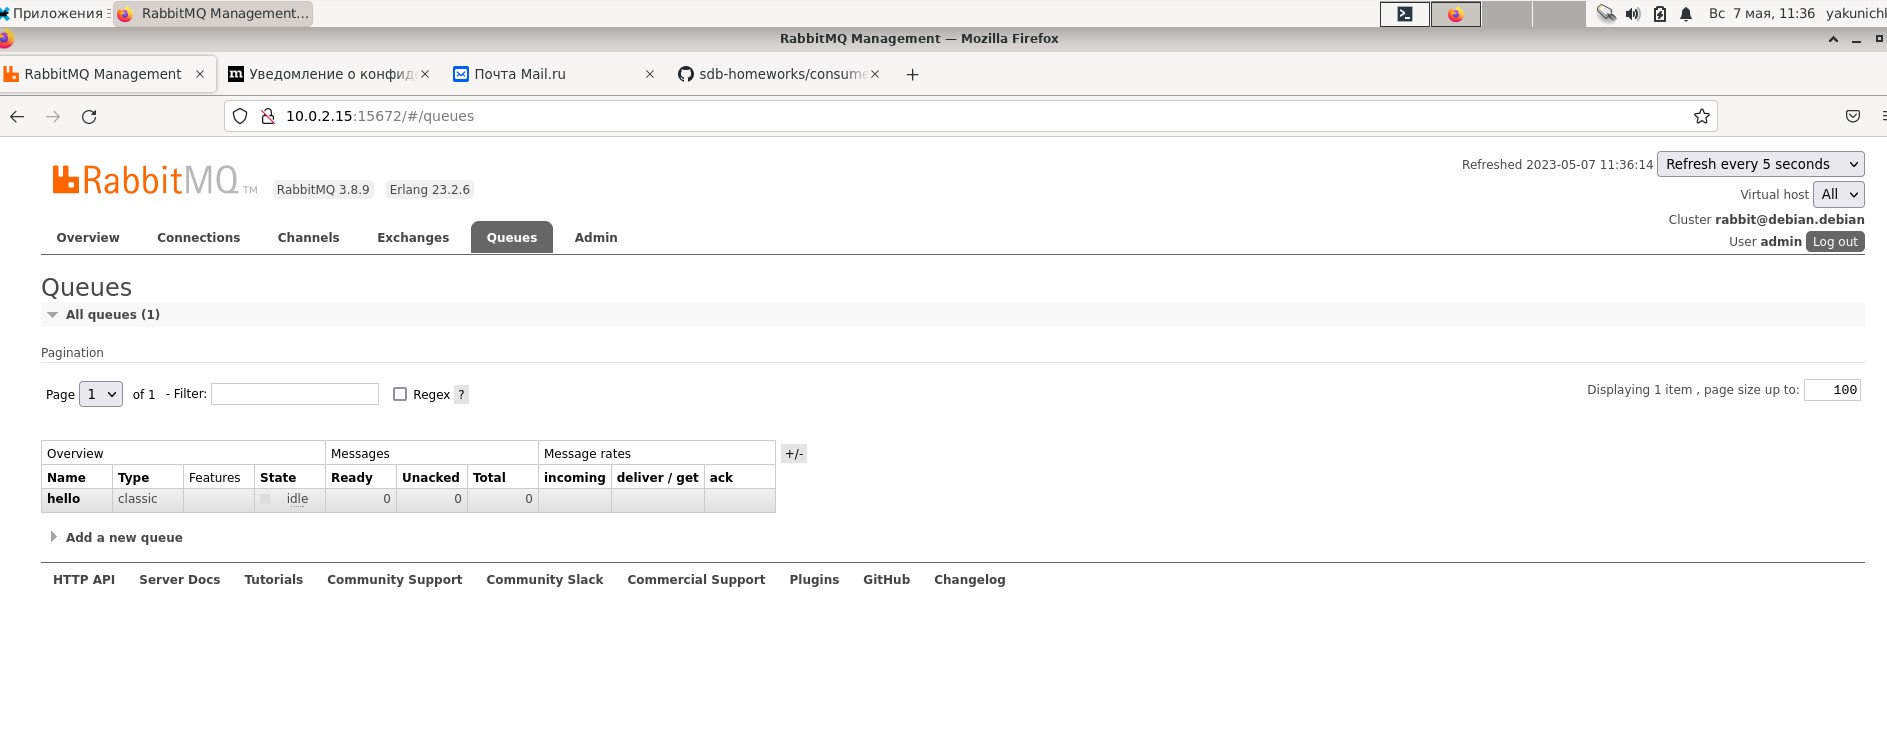 Приложения RabbitMQ Management... Вс 7 мая, 11:36 yakunichk
RabbitMQ Management — Mozilla Firefox
RabbitMQ Management Уведомление о конфиде Почта Mail.ru sdb-homeworks/consume
10.0.2.15:15672/#/queues
RabbitMQ TM RabbitMQ 3.8.9 Erlang 23.2.6
Refreshed 2023-05-07 11:36:14 Refresh every 5 seconds
Virtual host All
Cluster rabbit@debian.debian
User admin Log out
Overview Connections Channels Exchanges Queues Admin
Queues
All queues (1)
Pagination
Page 1 of 1 - Filter: Regex ? Displaying 1 item , page size up to: 100
Overview Messages Message rates +/-
Name Type Features State Ready Unacked Total incoming deliver / get ack
hello classic idle 0 0 0
Add a new queue
HTTP API Server Docs Tutorials Community Support Community Slack Commercial Support Plugins GitHub Changelog